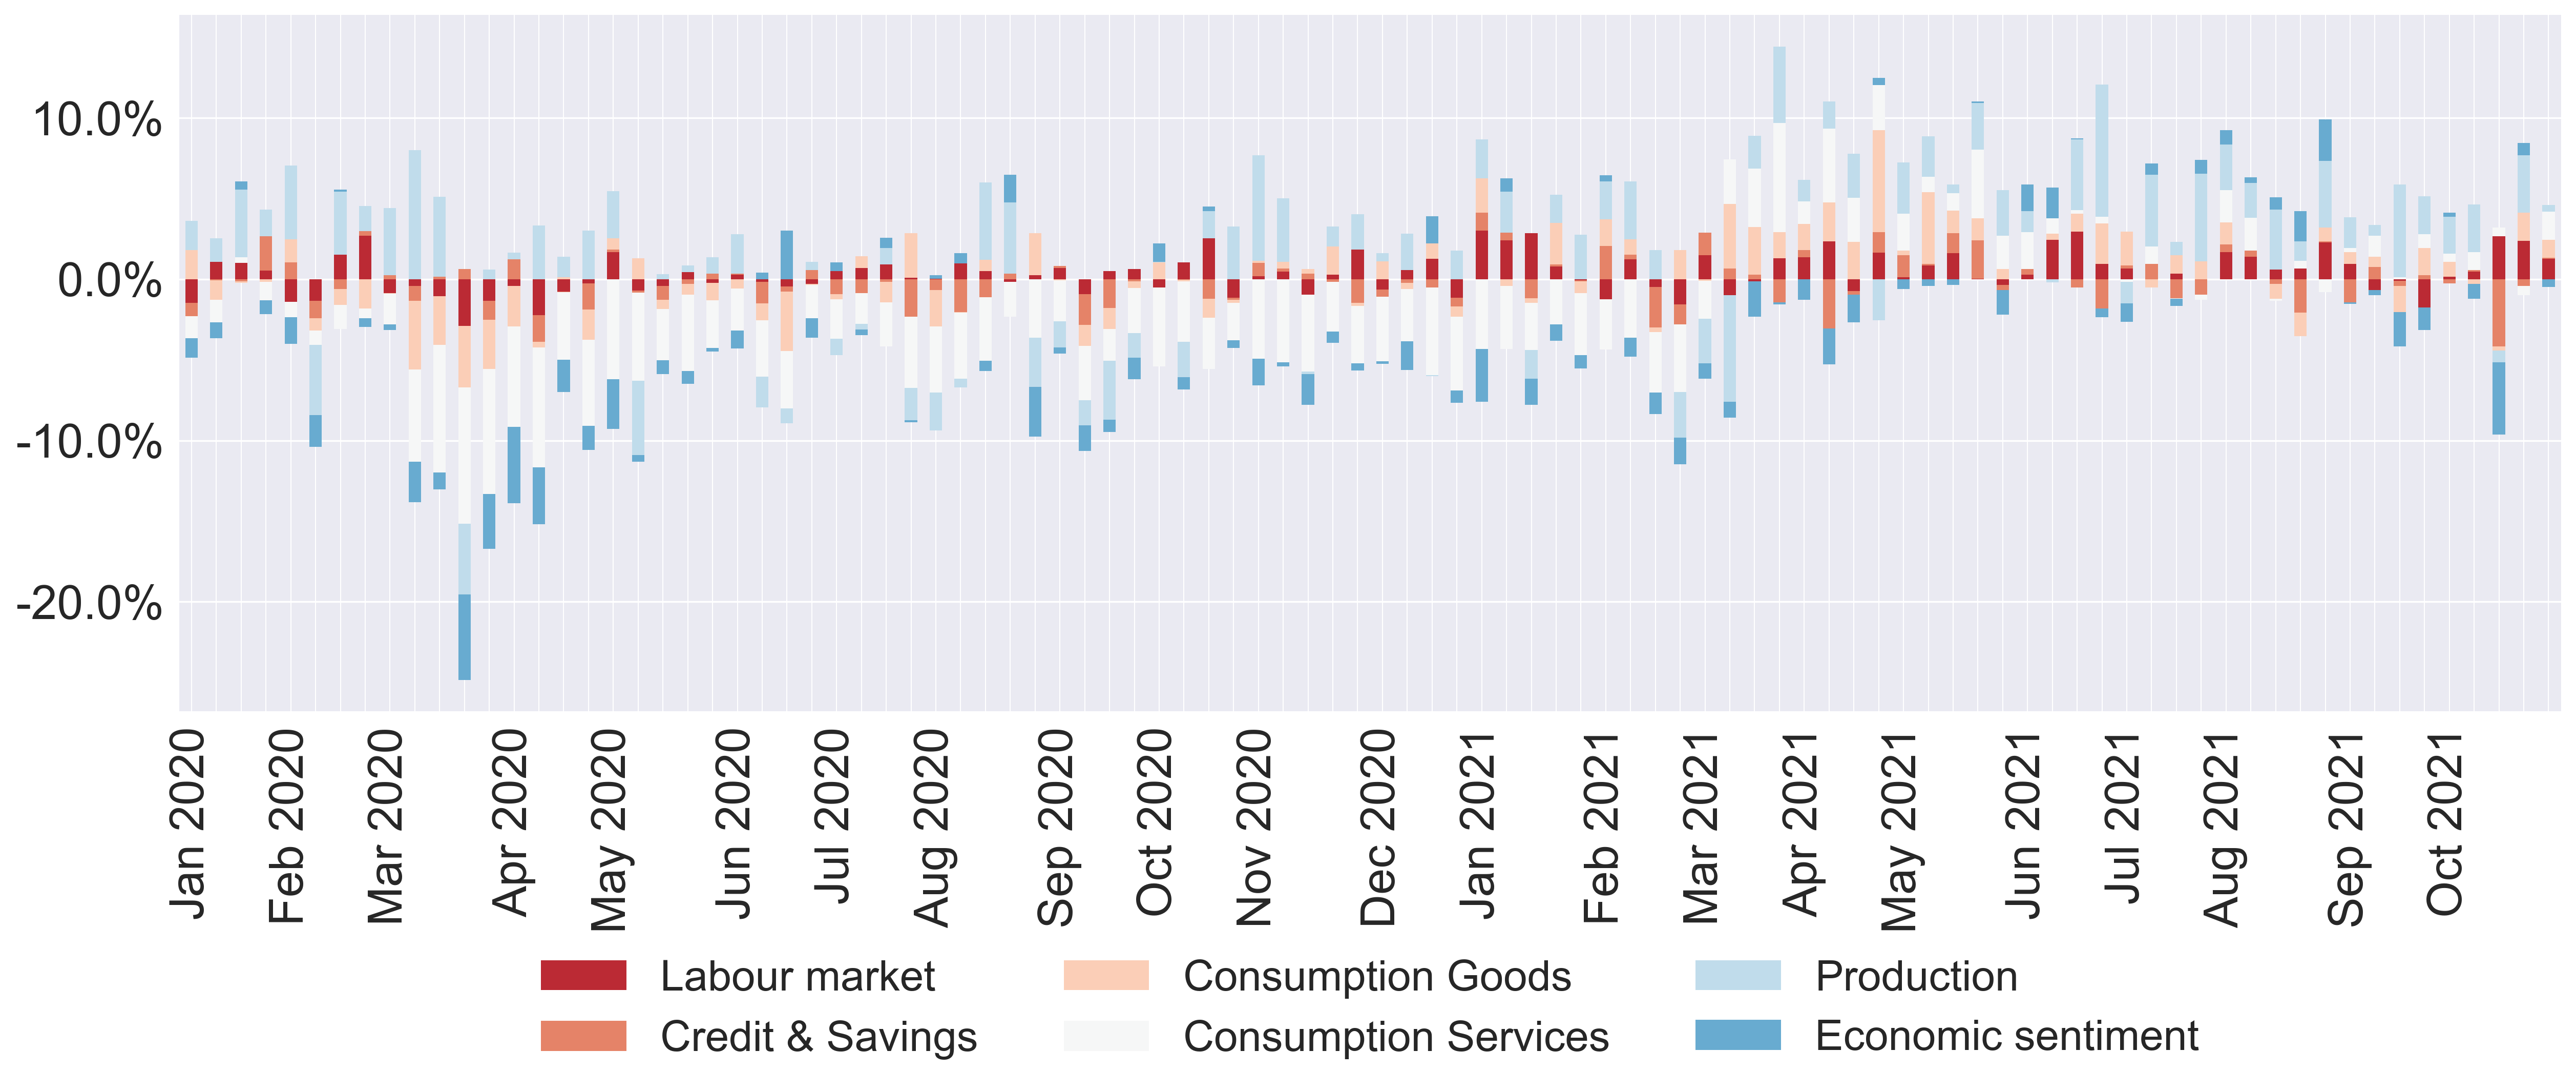 10.0%
0.0%
-10.0%
-20.0%
Jan 2020
Feb 2020
Mar 2020
Apr 2020
May 2020
Jun 2020
Jul 2020
Aug 2020
Sep 2020
Oct 2020
Nov 2020
Dec 2020
Jan 2021
Feb 2021
Mar 2021
Apr 2021
May 2021
Jun 2021
Jul 2021
Aug 2021
Sep 2021
Oct 2021
Labour market
Consumption Goods
Production
Credit & Savings
Consumption Services
Economic sentiment